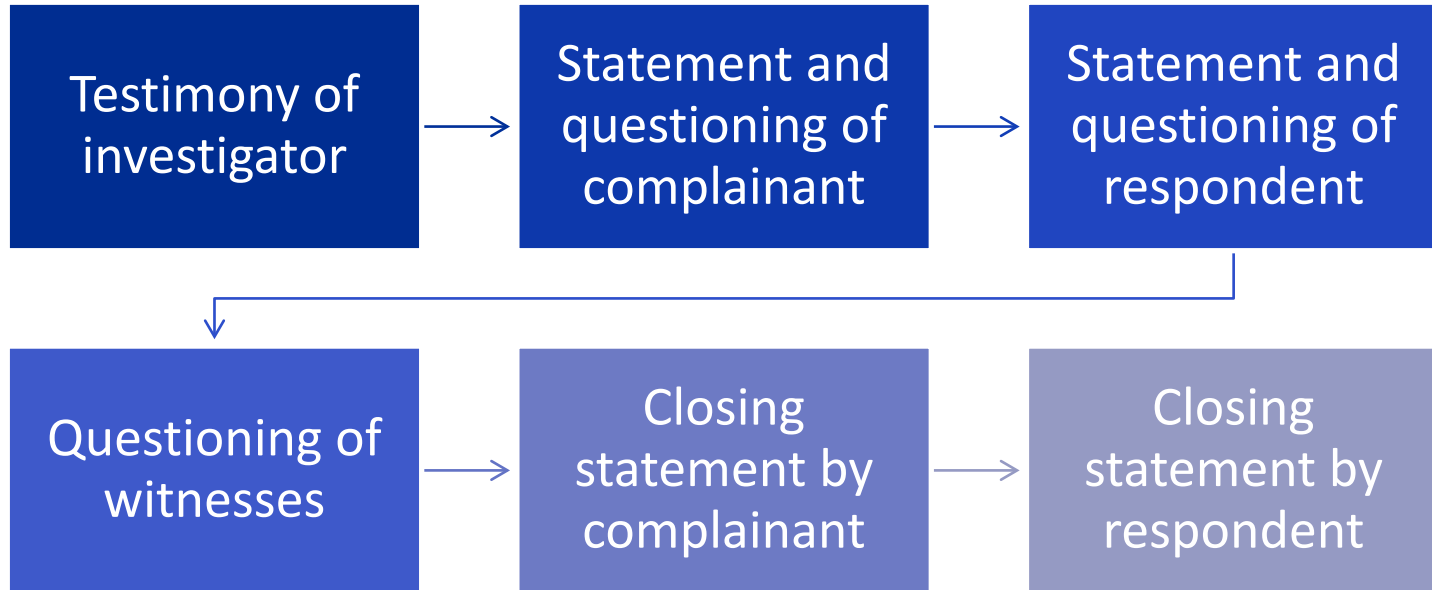 Testimony of
investigator
Statement and
questioning of
complainant
Statement and
questioning of
respondent
Questioning of
witnesses
Closing
statement by
complainant
Closing
statement by
respondent